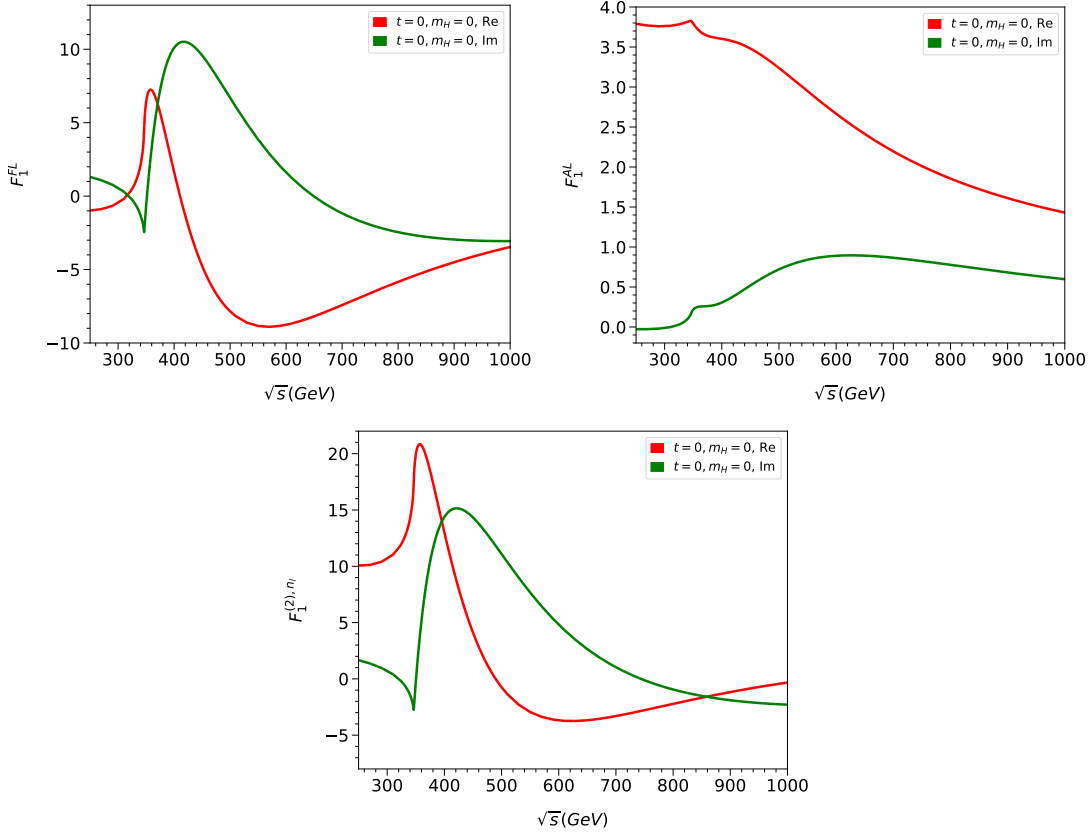 t = 0, m_H = 0, Re
t = 0, m_H = 0, Im
F_1^{FL}
10
5
0
−5
−10
300 400 500 600 700 800 900 1000
√s(GeV)
t = 0, m_H = 0, Re
t = 0, m_H = 0, Im
F_1^{AL}
4.0
3.5
3.0
2.5
2.0
1.5
1.0
0.5
0.0
300 400 500 600 700 800 900 1000
√s(GeV)
t = 0, m_H = 0, Re
t = 0, m_H = 0, Im
F_1^{(2), n_l}
20
15
10
5
0
−5
300 400 500 600 700 800 900 1000
√s(GeV)